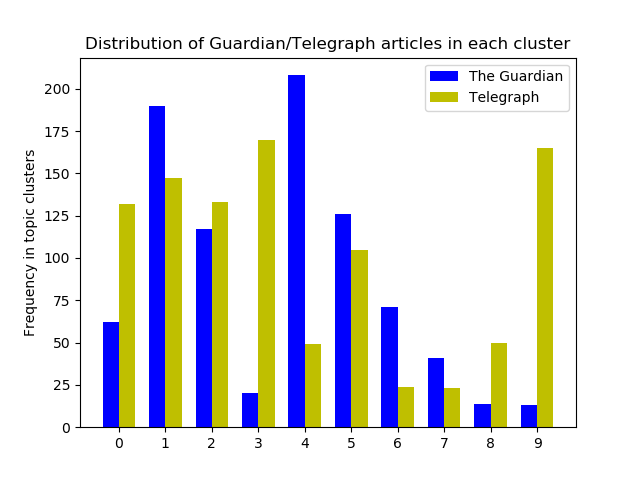 Distribution of Guardian/Telegraph articles in each cluster
The Guardian
Telegraph
Frequency in topic clusters
200
175
150
125
100
75
50
25
0
0 1 2 3 4 5 6 7 8 9